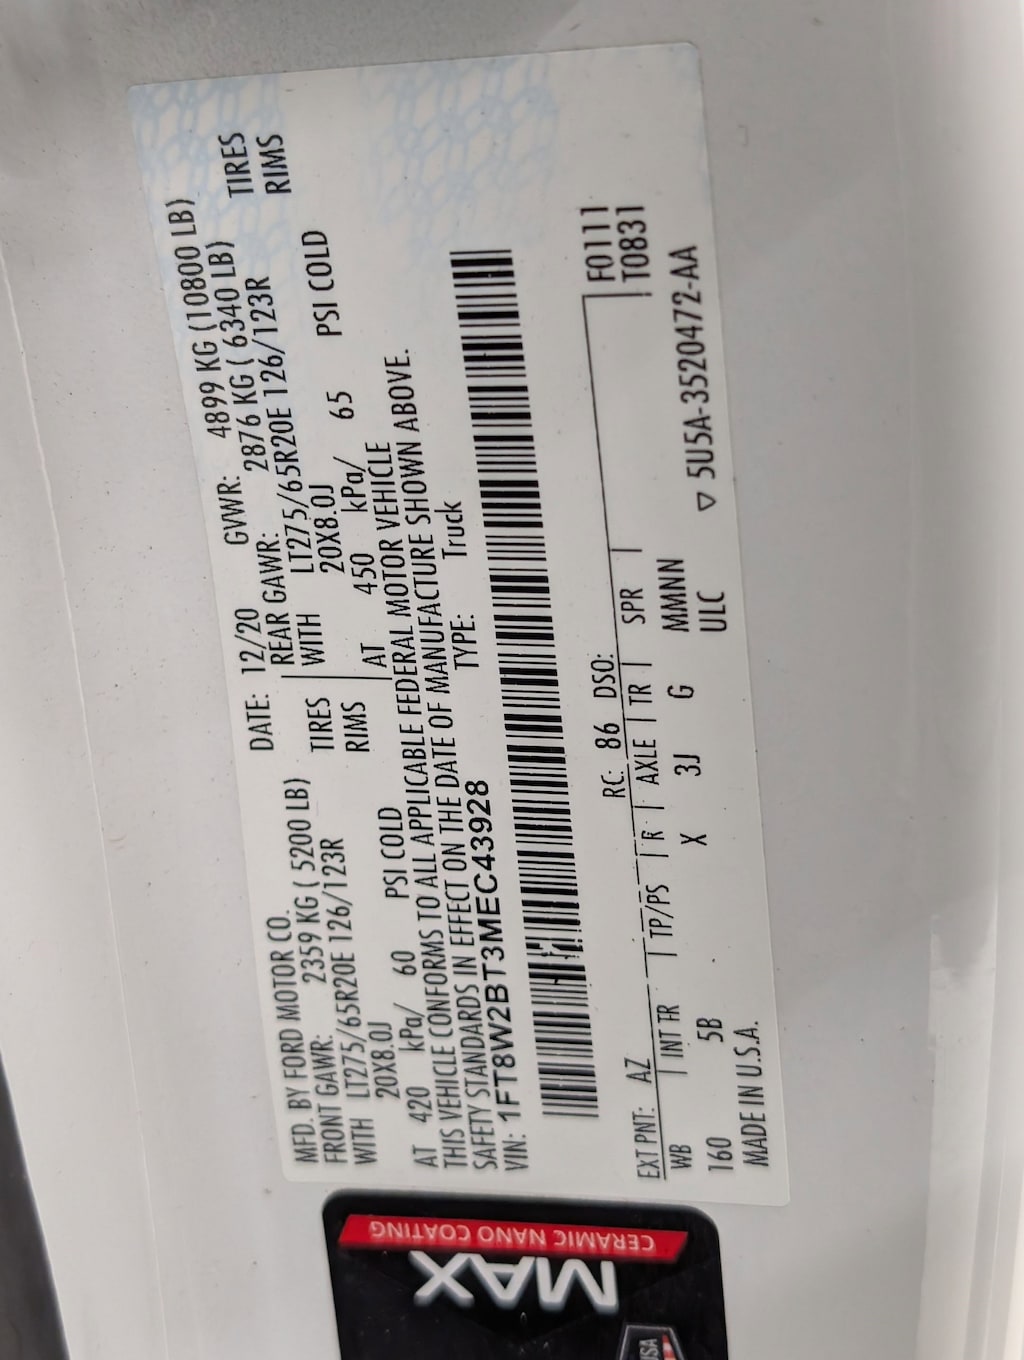 MFD. BY FORD MOTOR CO.
DATE: 12/20 GVWR: 4899 KG (10800 LB)
FRONT GAWR: 2359 KG ( 5200 LB) REAR GAWR: 2876 KG ( 6340 LB)
WITH LT275/65R20E 126/123R TIRES WITH LT275/65R20E 126/123R TIRES
20X8.0J RIMS 20X8.0J RIMS
AT 420 kPa/ 60 PSI COLD AT 450 kPa/ 65 PSI COLD
THIS VEHICLE CONFORMS TO ALL APPLICABLE FEDERAL MOTOR VEHICLE
SAFETY STANDARDS IN EFFECT ON THE DATE OF MANUFACTURE SHOWN ABOVE.
VIN: 1FT8W2BT3MEC43928 TYPE: Truck
F0111
T0831
EXT PNT: AZ RC: 86 DSO:
WB INT TR TP/PS R AXLE TR SPR
160 5B X 3J G MMNN
ULC
MADE IN U.S.A. ▽ 5U5A-3520472-AA
MAX
CERAMIC NANO COATING
USA